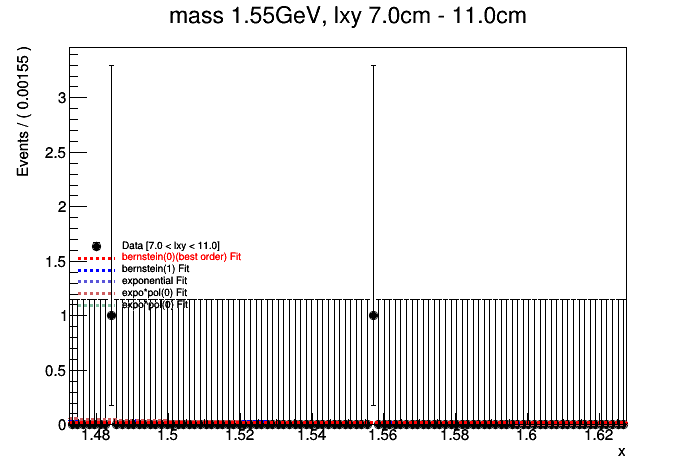 mass 1.55GeV, lxy 7.0cm - 11.0cm
Events / ( 0.00155 )
3
2.5
2
1.5
1
0.5
0
Data [7.0 < lxy < 11.0]
bernstein(0)(best order) Fit
bernstein(1) Fit
exponential Fit
expo*pol(0) Fit
expo*pol(0) Fit
1.48 1.5 1.52 1.54 1.56 1.58 1.6 1.62
x